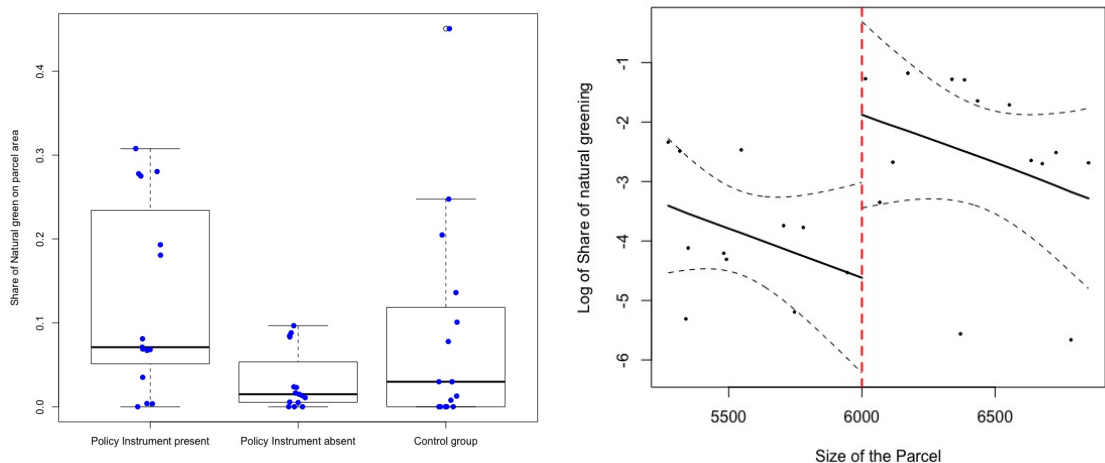 Share of Natural green on parcel area
0.4
0.3
0.2
0.1
0.0
Policy Instrument present Policy Instrument absent Control group
Log of Share of natural greening
-1
-2
-3
-4
-5
-6
5500 6000 6500
Size of the Parcel